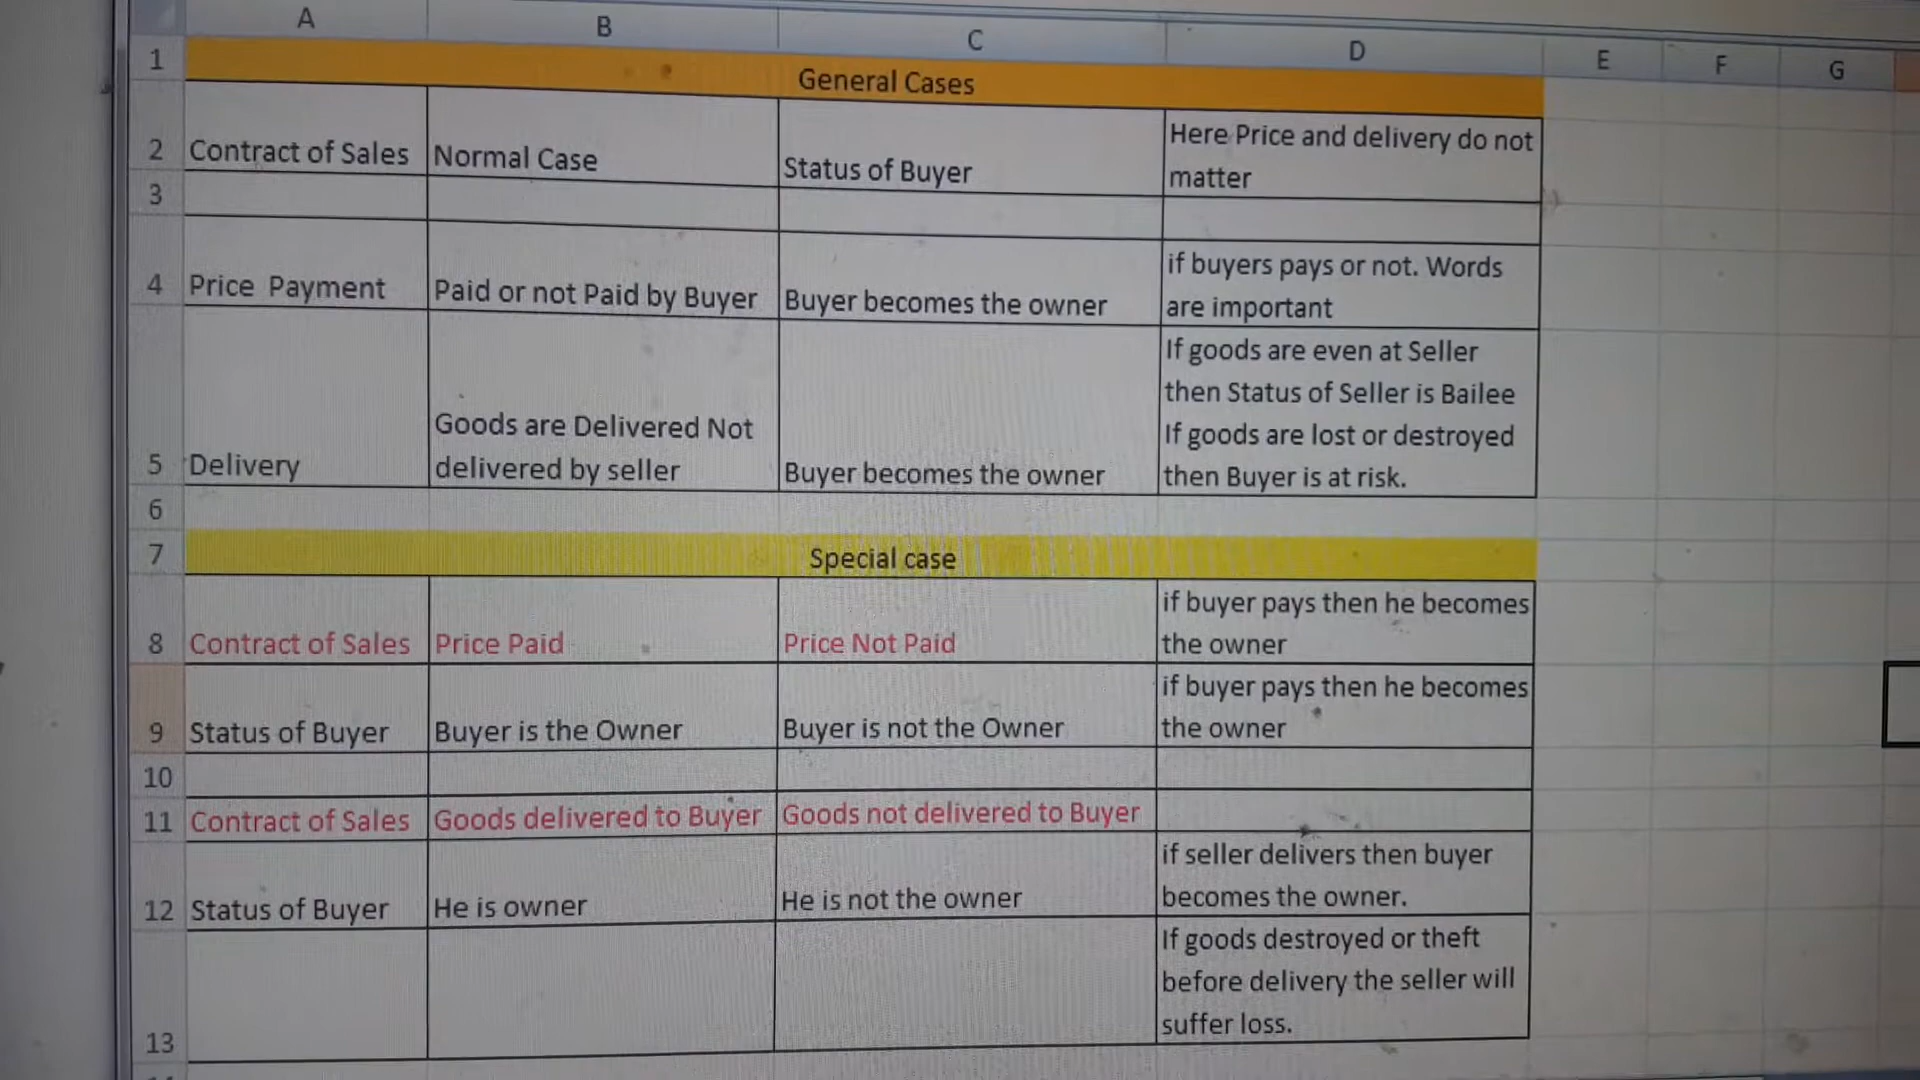 A B C D E F G
1 General Cases
2 Contract of Sales Normal Case Status of Buyer Here Price and delivery do not
matter
3
4 Price Payment Paid or not Paid by Buyer Buyer becomes the owner if buyers pays or not. Words
are important
5 Delivery Goods are Delivered Not
delivered by seller Buyer becomes the owner If goods are even at Seller
then Status of Seller is Bailee
If goods are lost or destroyed
then Buyer is at risk.
6
7 Special case
8 Contract of Sales Price Paid Price Not Paid if buyer pays then he becomes
the owner
9 Status of Buyer Buyer is the Owner Buyer is not the Owner if buyer pays then he becomes
the owner
10
11 Contract of Sales Goods delivered to Buyer Goods not delivered to Buyer
12 Status of Buyer He is owner He is not the owner if seller delivers then buyer
becomes the owner.
13 If goods destroyed or theft
before delivery the seller will
suffer loss.